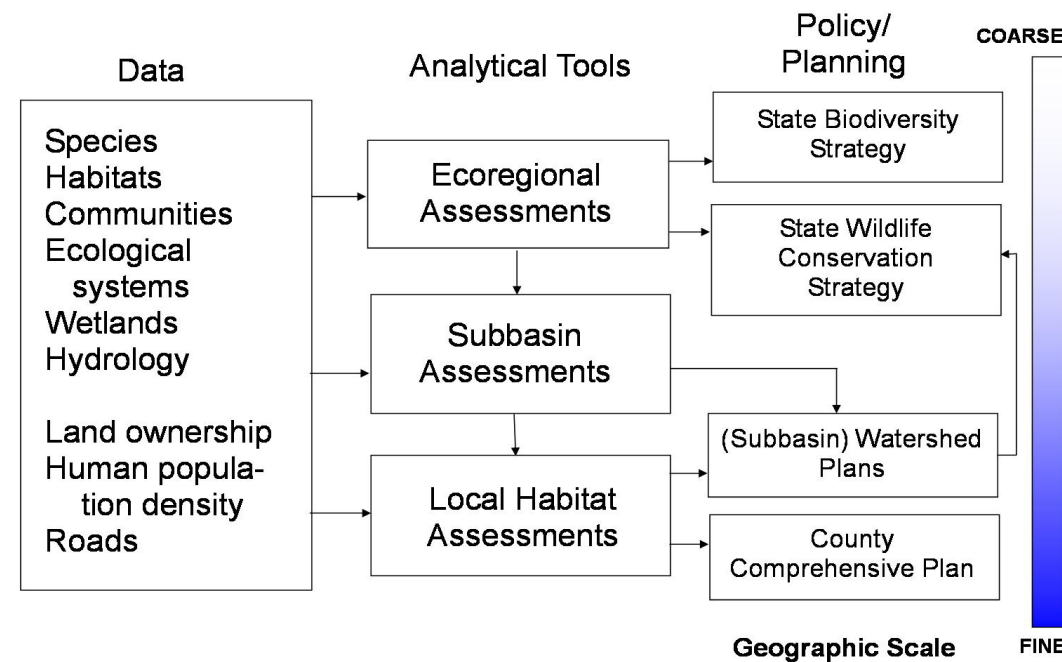 Data
Species
Habitats
Communities
Ecological
systems
Wetlands
Hydrology
Land ownership
Human popula-
tion density
Roads
Analytical Tools
Ecoregional
Assessments
Subbasin
Assessments
Local Habitat
Assessments
Policy/
Planning
State Biodiversity
Strategy
State Wildlife
Conservation
Strategy
(Subbasin) Watershed
Plans
County
Comprehensive Plan
COARSE
Geographic Scale
FINE